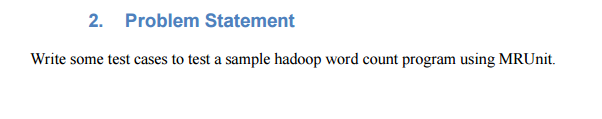 2. Problem Statement
Write some test cases to test a sample hadoop word count program using MRUnit.